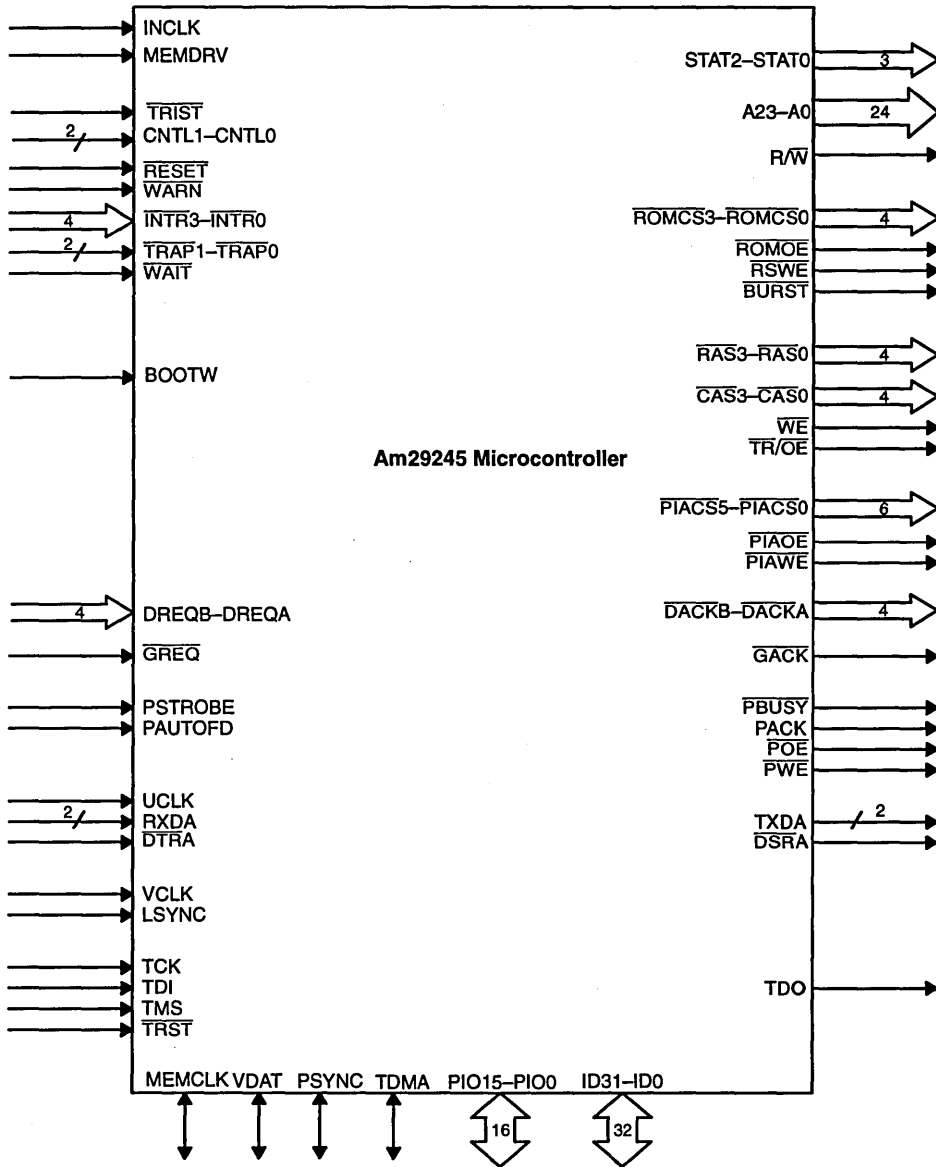 INCLK
MEMDRV
TRIST
2 CNTL1–CNTL0
RESET
WARN
4 INTR3–INTR0
2 TRAP1–TRAP0
WAIT
BOOTW
4 DREQB–DREQA
GREQ
PSTROBE
PAUTOFD
UCLK
2 RXDA
DTRA
VCLK
LSYNC
TCK
TDI
TMS
TRST
Am29245 Microcontroller
STAT2–STAT0 3
A23–A0 24
R/W
ROMCS3–ROMCS0 4
ROMOE
RSWE
BURST
RAS3–RAS0 4
CAS3–CAS0 4
WE
TR/OE
PIACS5–PIACS0 6
PIAOE
PIAWE
DACKB–DACKA 4
GACK
PBUSY
PACK
POE
PWE
TXDA 2
DSRA
TDO
MEMCLK VDAT PSYNC TDMA PIO15–PIO0 ID31–ID0
16 32